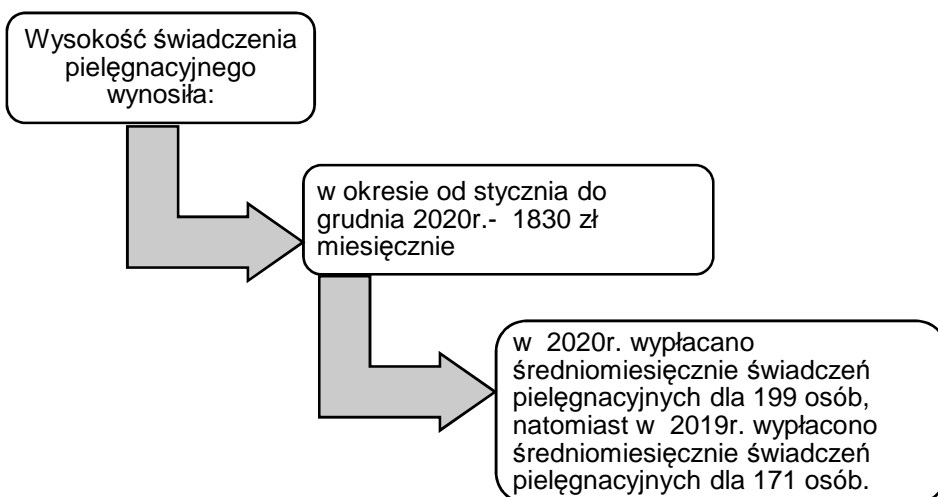 Wysokość świadczenia
pielęgnacyjnego
wynosiła:
w okresie od stycznia do
grudnia 2020r.- 1830 zł
miesięcznie
w 2020r. wypłacano
średniomiesięcznie świadczeń
pielęgnacyjnych dla 199 osób,
natomiast w 2019r. wypłacono
średniomiesięcznie świadczeń
pielęgnacyjnych dla 171 osób.